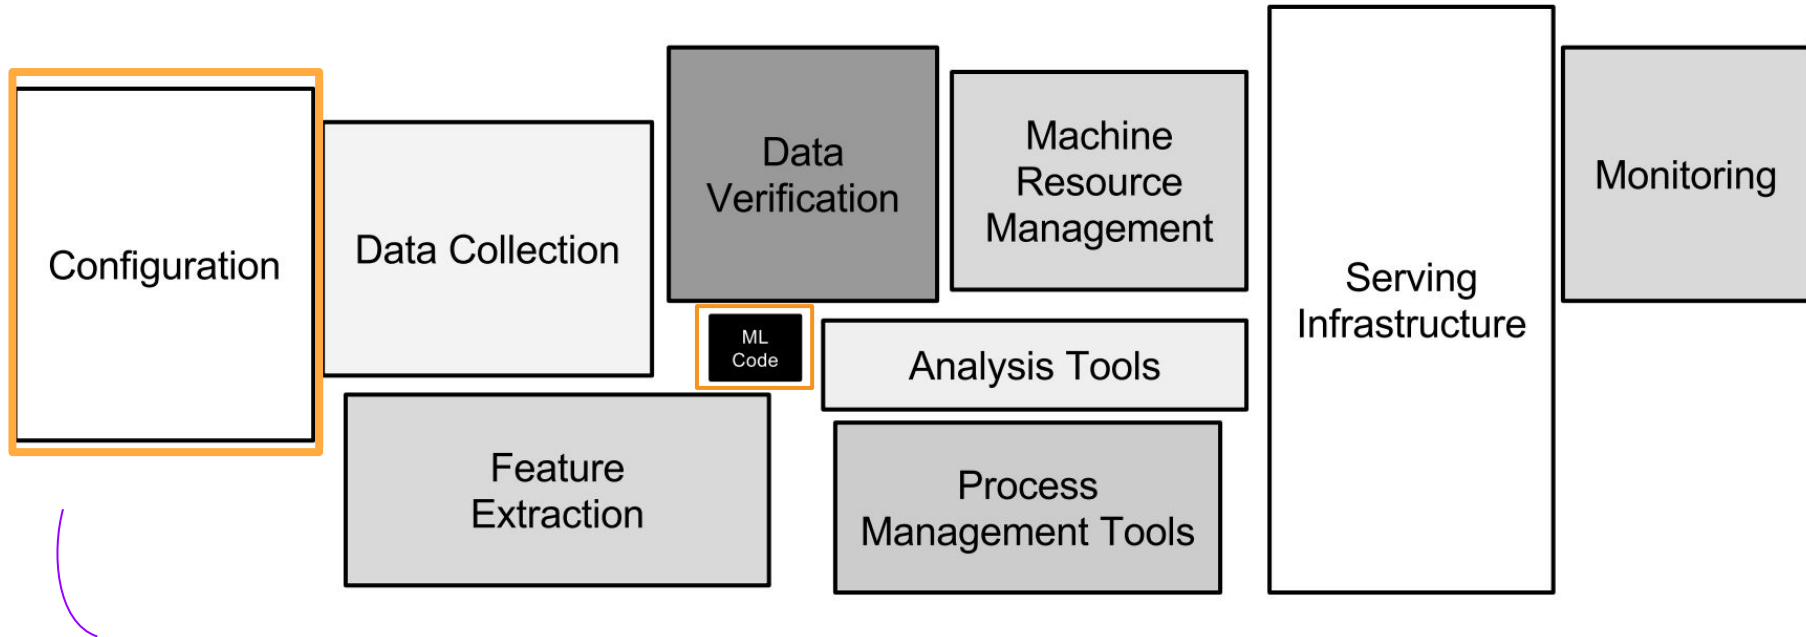 Configuration
Data Collection
Data
Verification
Machine
Resource
Management
Serving
Infrastructure
Monitoring
ML
Code
Analysis Tools
Feature
Extraction
Process
Management Tools